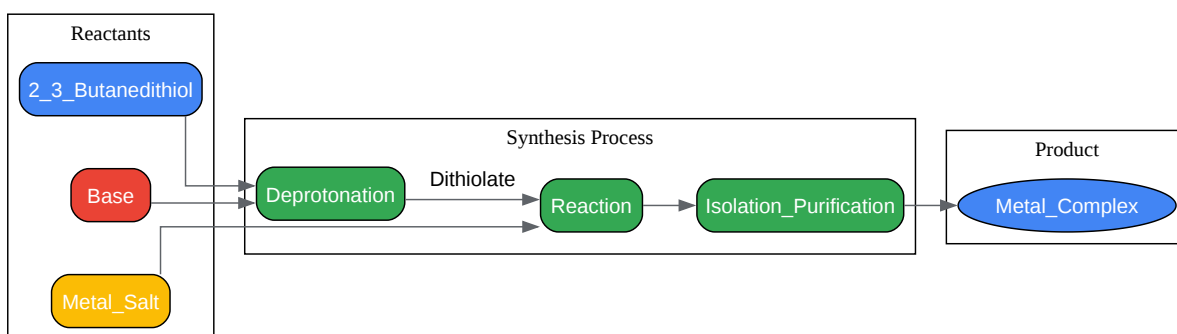 Reactants
2_3_Butanedithiol
Base
Metal_Salt
Synthesis Process
Deprotonation
Dithiolate
Reaction
Isolation_Purification
Product
Metal_Complex